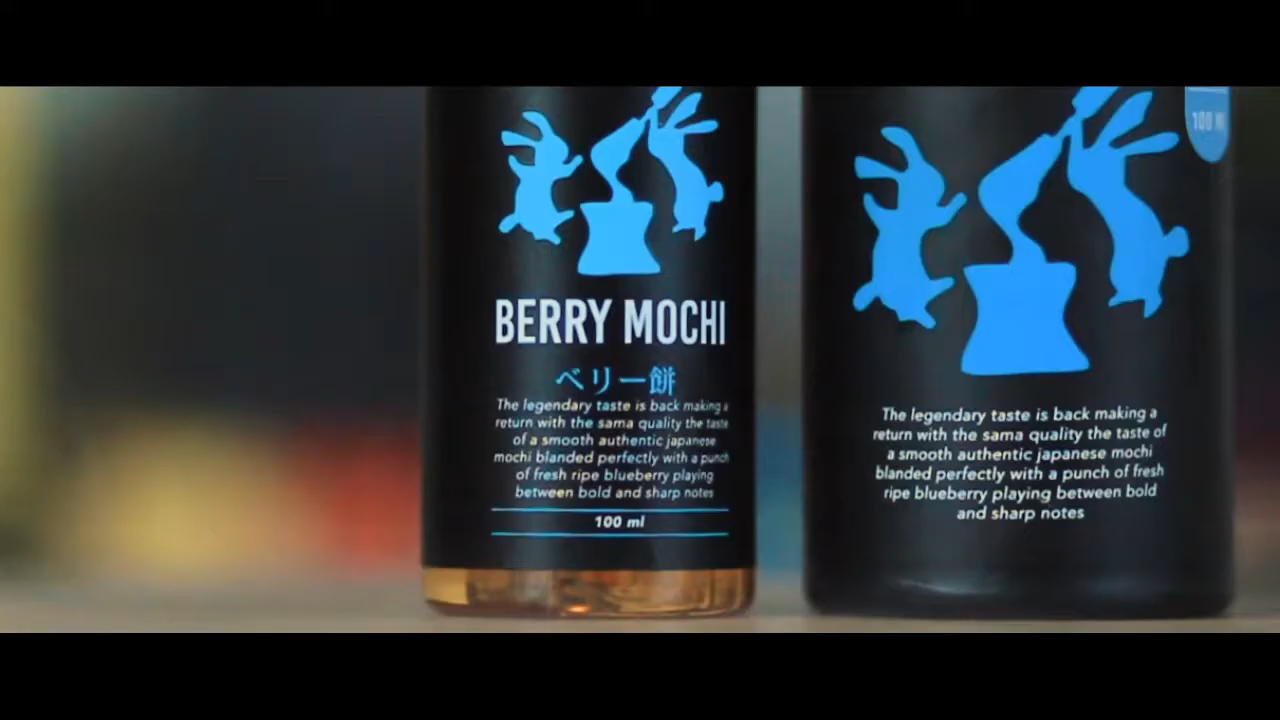 BERRY MOCHI
ベリー餅
The legendary taste is back making a
return with the sama quality the taste
of a smooth authentic japanese
mochi blanded perfectly with a punch
of fresh ripe blueberry playing
between bold and sharp notes
100 ml
100 Ml
The legendary taste is back making a
return with the sama quality the taste of
a smooth authentic japanese mochi
blanded perfectly with a punch of fresh
ripe blueberry playing between bold
and sharp notes